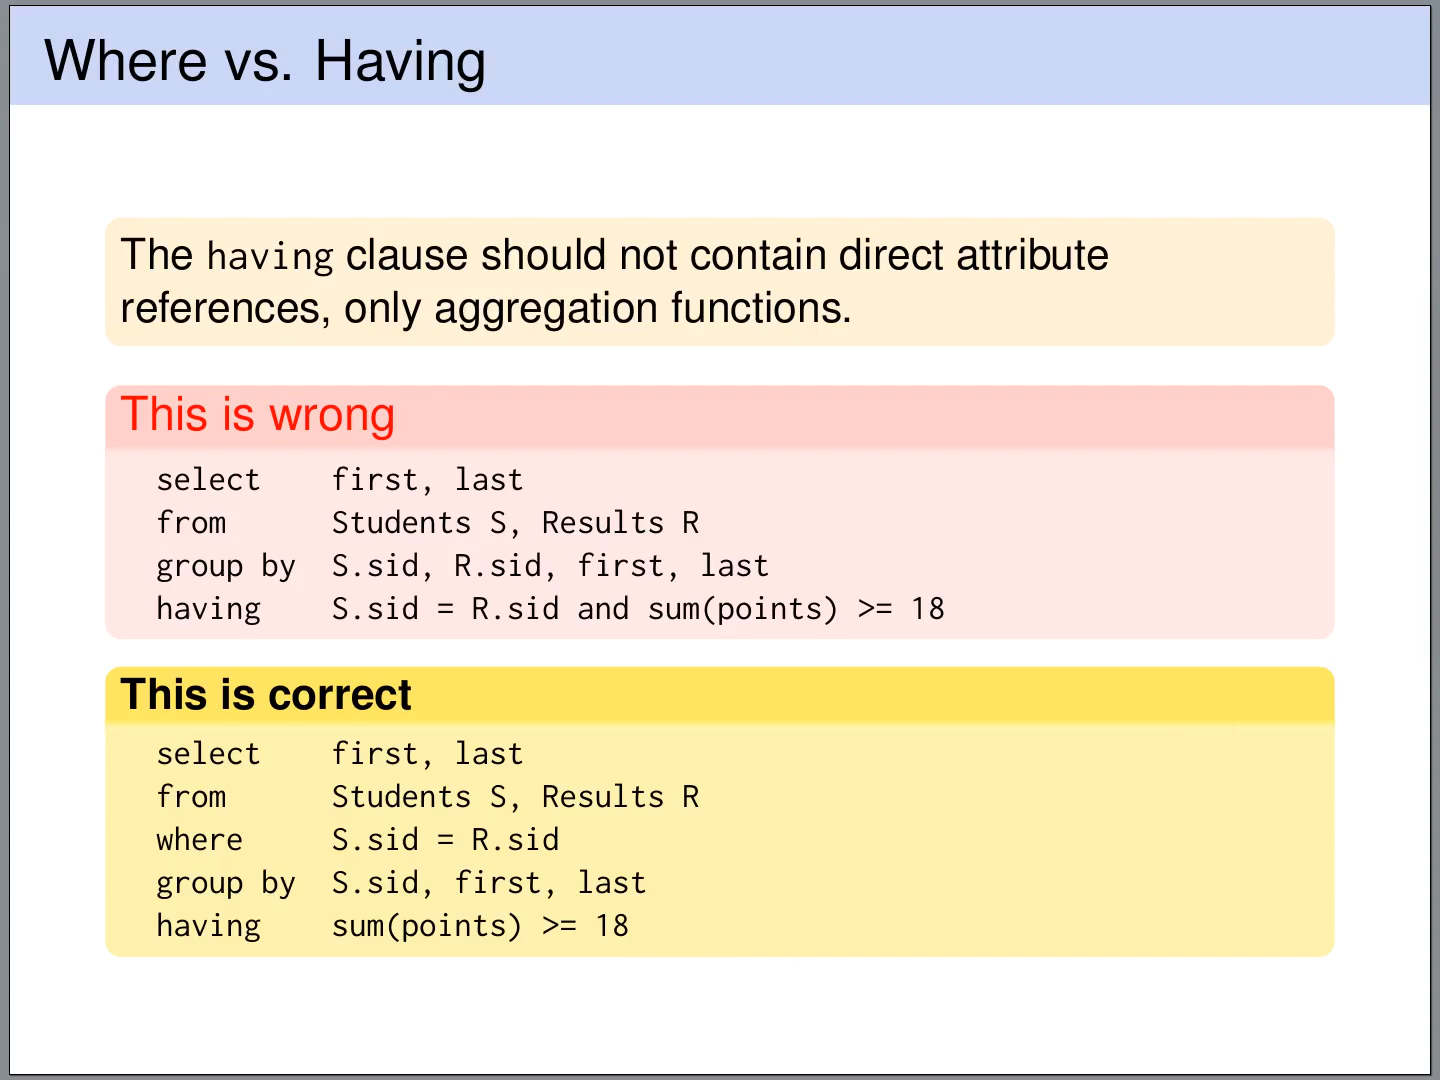 Where vs. Having
The having clause should not contain direct attribute
references, only aggregation functions.
This is wrong
select first, last
from Students S, Results R
group by S.sid, R.sid, first, last
having S.sid = R.sid and sum(points) >= 18
This is correct
select first, last
from Students S, Results R
where S.sid = R.sid
group by S.sid, first, last
having sum(points) >= 18